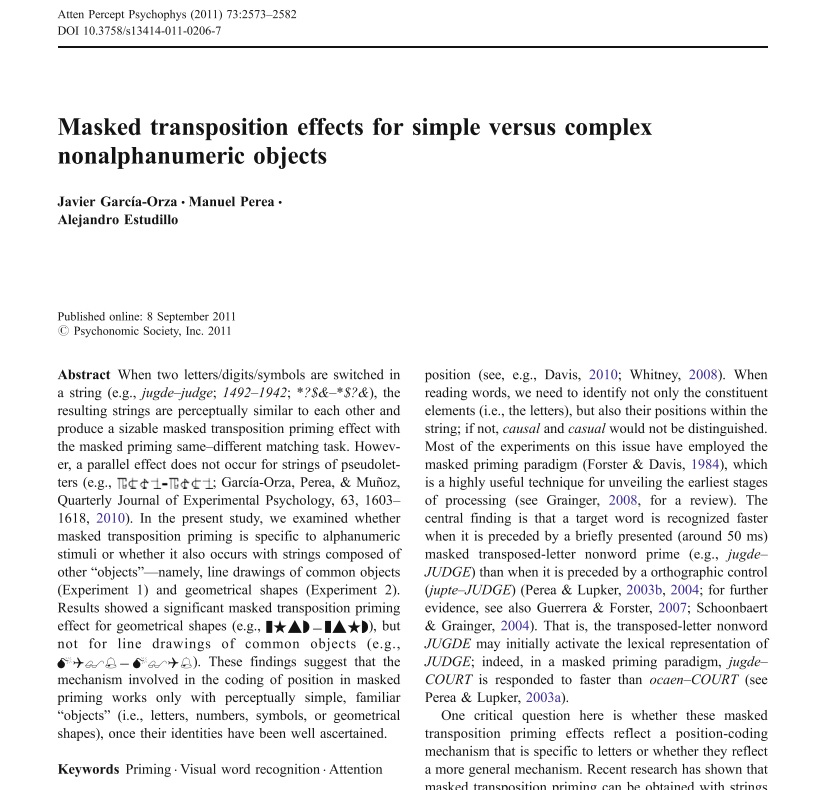 Atten Percept Psychophys (2011) 73:2573–2582
DOI 10.3758/s13414-011-0206-7
Masked transposition effects for simple versus complex
nonalphanumeric objects
Javier García-Orza · Manuel Perea ·
Alejandro Estudillo
Published online: 8 September 2011
© Psychonomic Society, Inc. 2011
Abstract When two letters/digits/symbols are switched in
a string (e.g., jugde–judge; 1492–1942; *?$&–*$?&), the
resulting strings are perceptually similar to each other and
produce a sizable masked transposition priming effect with
the masked priming same–different matching task. Howev-
er, a parallel effect does not occur for strings of pseudolet-
ters (e.g., ; García-Orza, Perea, & Muñoz,
Quarterly Journal of Experimental Psychology, 63, 1603–
1618, 2010). In the present study, we examined whether
masked transposition priming is specific to alphanumeric
stimuli or whether it also occurs with strings composed of
other “objects”—namely, line drawings of common objects
(Experiment 1) and geometrical shapes (Experiment 2).
Results showed a significant masked transposition priming
effect for geometrical shapes (e.g., ▮★▲◗–▮▲★◗), but
not for line drawings of common objects (e.g.,
). These findings suggest that the
mechanism involved in the coding of position in masked
priming works only with perceptually simple, familiar
“objects” (i.e., letters, numbers, symbols, or geometrical
shapes), once their identities have been well ascertained.
Keywords Priming · Visual word recognition · Attention
position (see, e.g., Davis, 2010; Whitney, 2008). When
reading words, we need to identify not only the constituent
elements (i.e., the letters), but also their positions within the
string; if not, causal and casual would not be distinguished.
Most of the experiments on this issue have employed the
masked priming paradigm (Forster & Davis, 1984), which
is a highly useful technique for unveiling the earliest stages
of processing (see Grainger, 2008, for a review). The
central finding is that a target word is recognized faster
when it is preceded by a briefly presented (around 50 ms)
masked transposed-letter nonword prime (e.g., jugde–
JUDGE) than when it is preceded by a orthographic control
(jupte–JUDGE) (Perea & Lupker, 2003b, 2004; for further
evidence, see also Guerrera & Forster, 2007; Schoonbaert
& Grainger, 2004). That is, the transposed-letter nonword
JUGDE may initially activate the lexical representation of
JUDGE; indeed, in a masked priming paradigm, jugde–
COURT is responded to faster than ocaen–COURT (see
Perea & Lupker, 2003a).
One critical question here is whether these masked
transposition priming effects reflect a position-coding
mechanism that is specific to letters or whether they reflect
a more general mechanism. Recent research has shown that
masked transposition priming can be obtained with strings